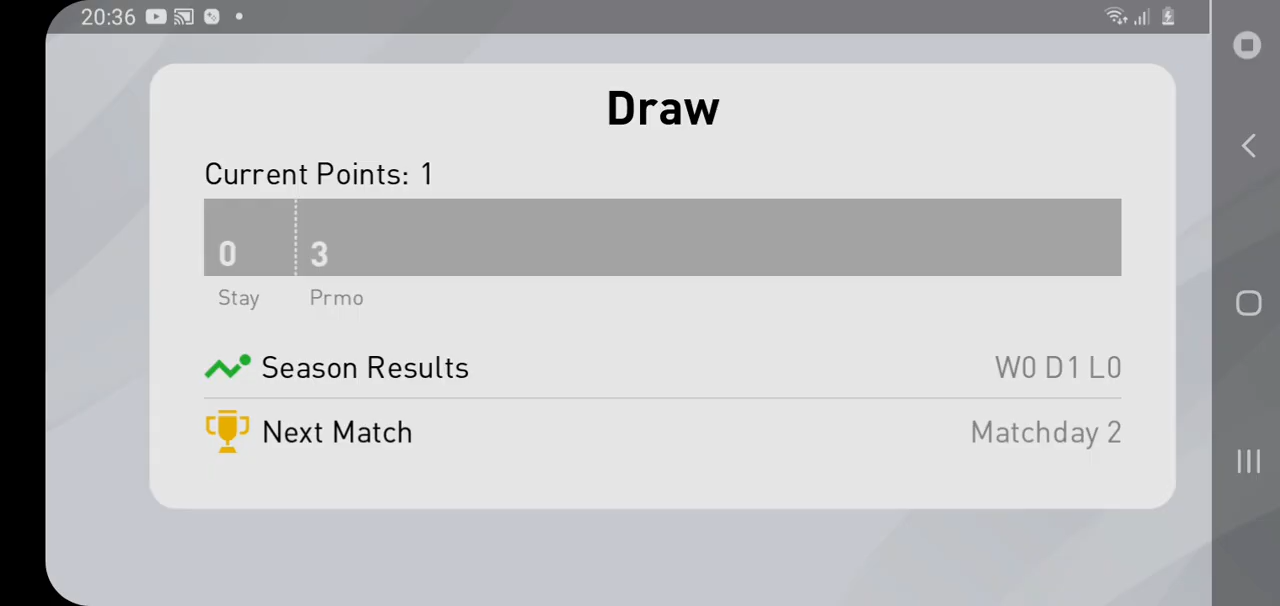 20:36
Draw
Current Points: 1
0 3
Stay Prmo
Season Results W0 D1 L0
Next Match Matchday 2